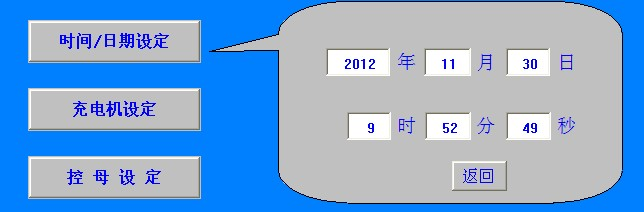 时间/日期设定
充电机设定
控 母 设 定
2012 年 11 月 30 日
9 时 52 分 49 秒
返回